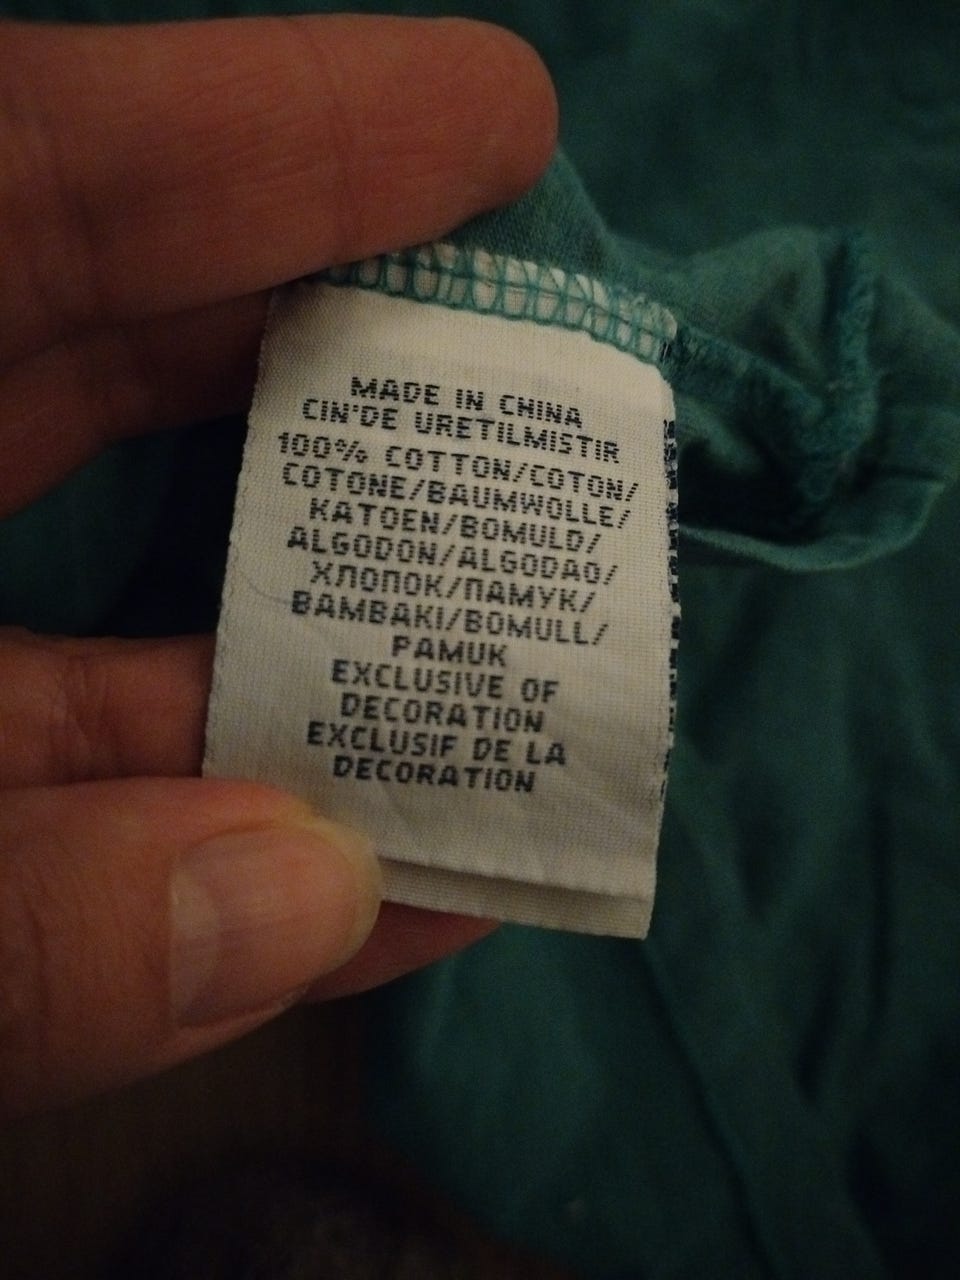 MADE IN CHINA
CIN'DE URETILMISTIR
100% COTTON/COTON/
COTONE/BAUMWOLLE/
KATOEN/BOMULD/
ALGODON/ALGODAO/
ХЛОПОК/ПАМУК/
BAMBAKI/BOMULL/
PAMUK
EXCLUSIVE OF
DECORATION
EXCLUSIF DE LA
DECORATION